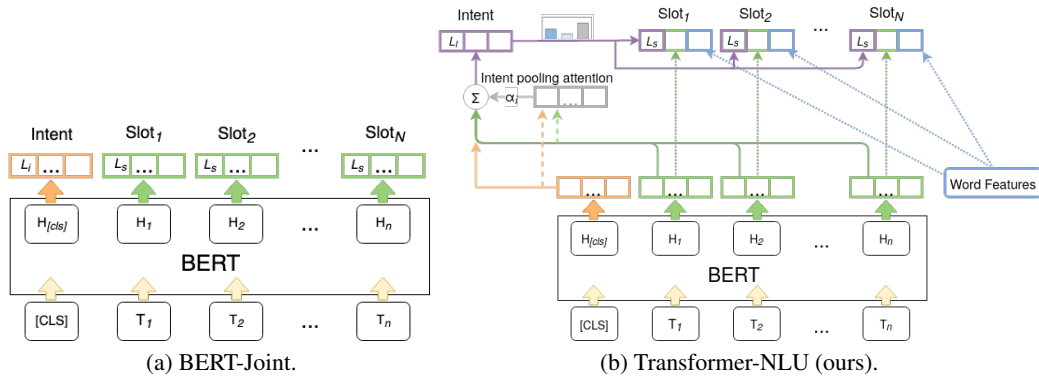 Intent Slot1 Slot2 ... SlotN
Li ... Ls ... Ls ... Ls ...
H[cls] H1 H2 ... Hn
BERT
[CLS] T1 T2 ... Tn
(a) BERT-Joint.
Intent Slot1 Slot2 ... SlotN
LI Ls Ls Ls
Intent pooling attention
Σ αi ...
Word Features
... ... ... ...
H[cls] H1 H2 ... Hn
BERT
[CLS] T1 T2 ... Tn
(b) Transformer-NLU (ours).